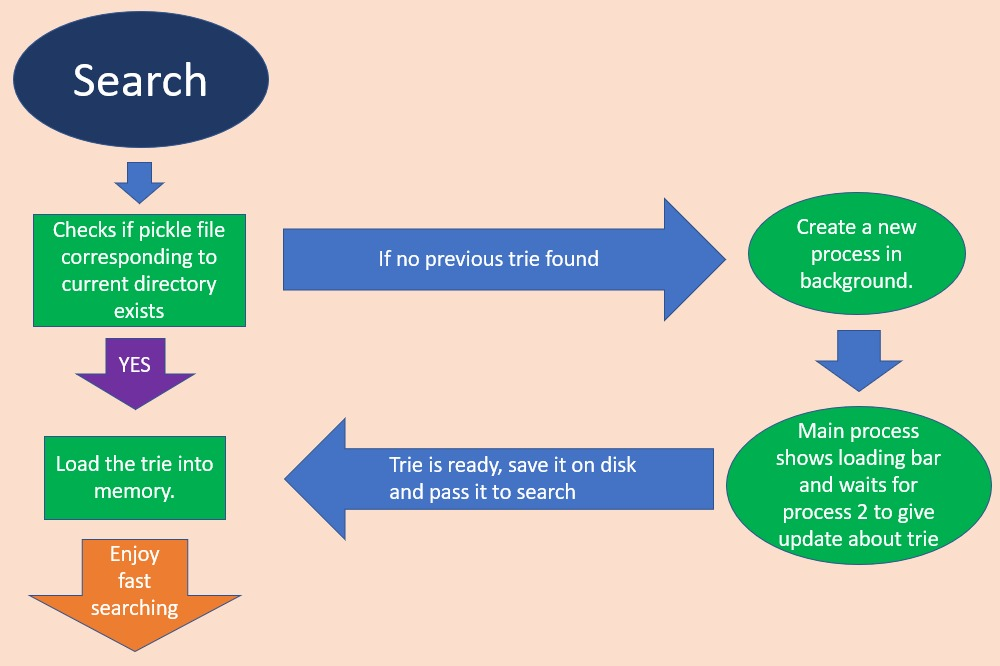 Search
Checks if pickle file
corresponding to
current directory
exists
If no previous trie found
Create a new
process in
background.
YES
Main process
shows loading bar
and waits for
process 2 to give
update about trie
Trie is ready, save it on disk
and pass it to search
Load the trie into
memory.
Enjoy
fast
searching